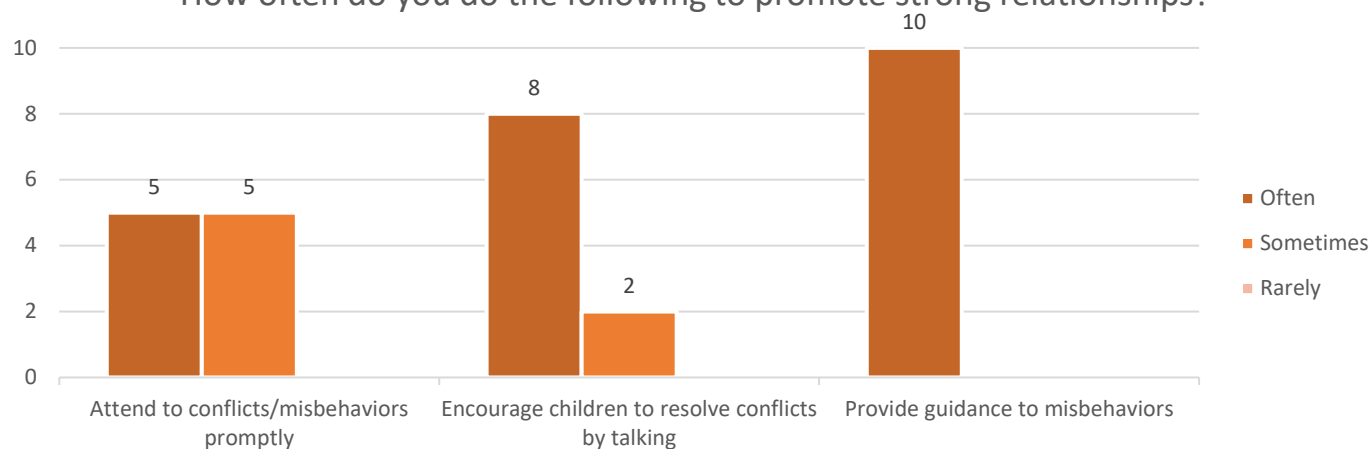 How often do you do the following to promote strong relationships?
10
10
8
8
6
5
5
4
2
2
0
Often
Sometimes
Rarely
Attend to conflicts/misbehaviors
promptly
Encourage children to resolve conflicts
by talking
Provide guidance to misbehaviors